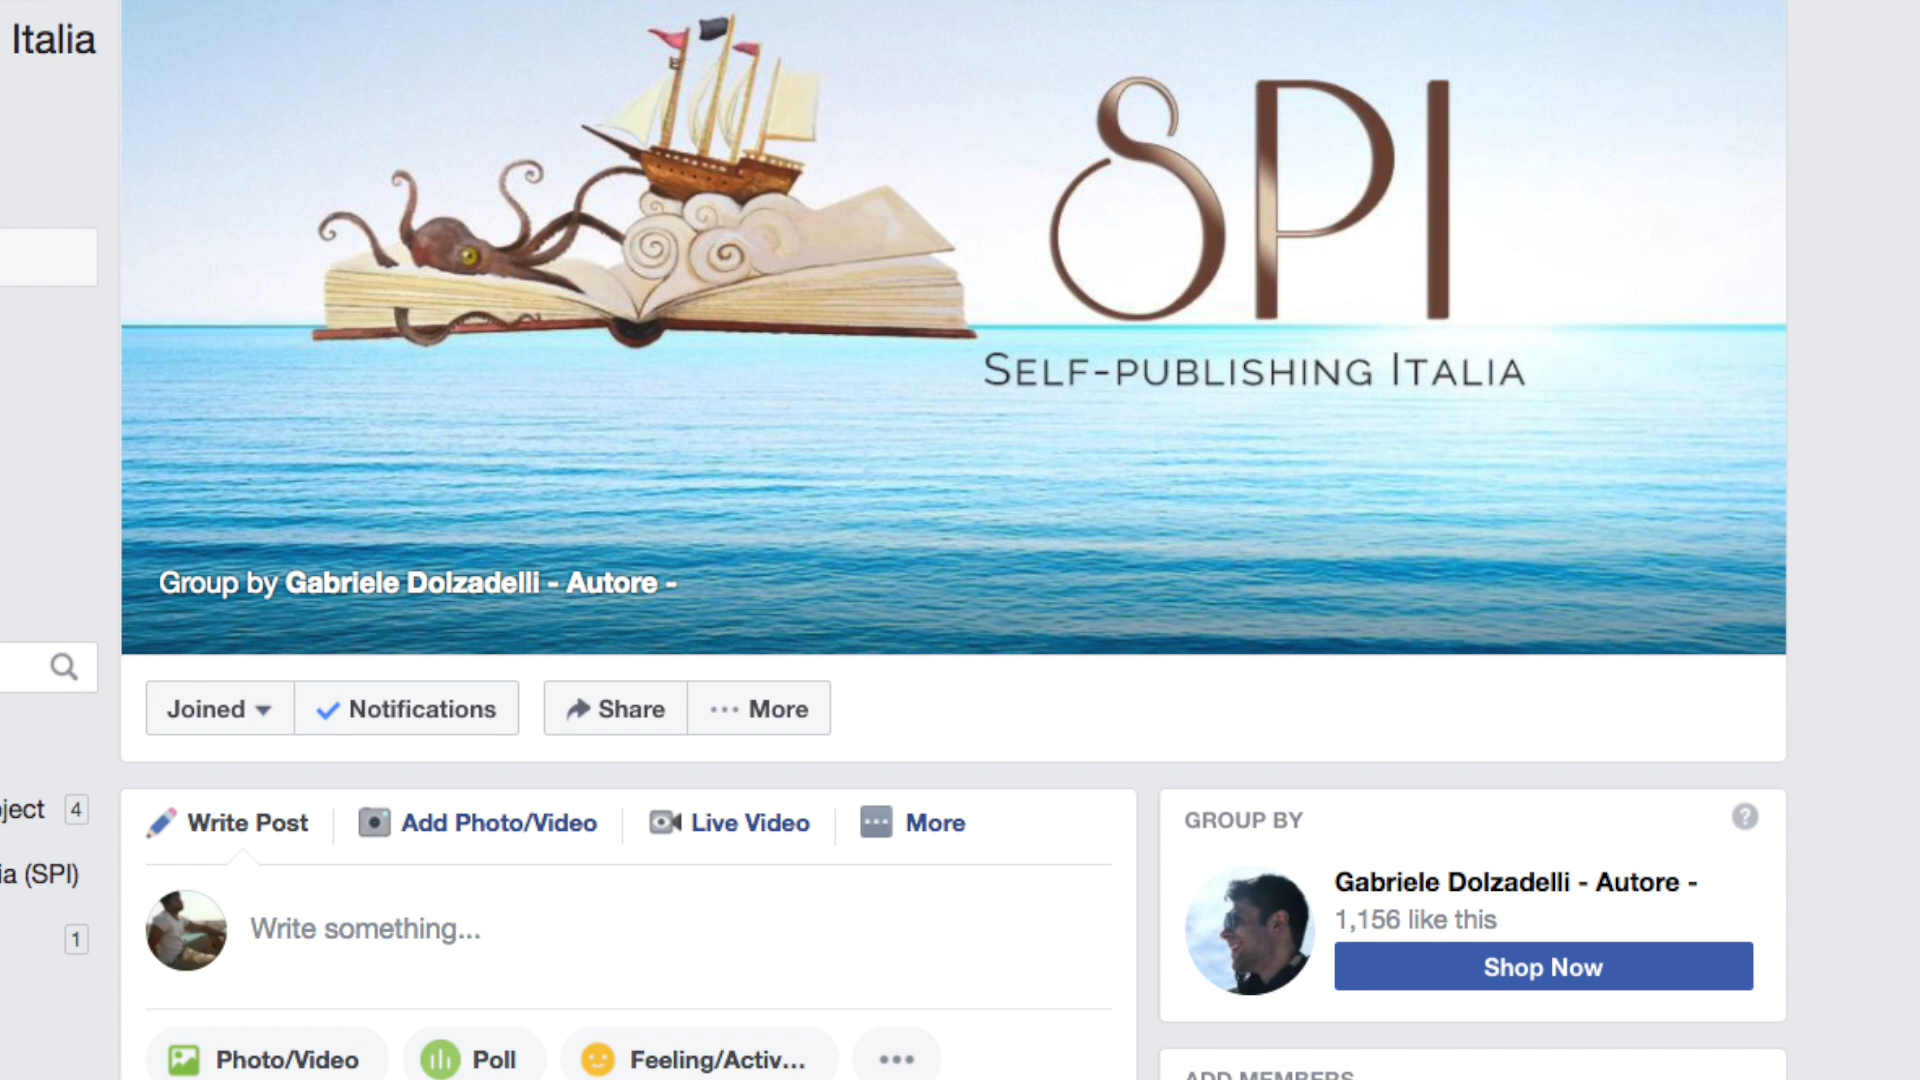 Italia
SPI
SELF-PUBLISHING ITALIA
Group by Gabriele Dolzadelli - Autore -
Joined
Notifications
Share
More
ject 4
ia (SPI)
1
Write Post
Add Photo/Video
Live Video
More
Write something...
Photo/Video
Poll
Feeling/Activ...
GROUP BY
?
Gabriele Dolzadelli - Autore -
1,156 like this
Shop Now
ADD MEMBERS